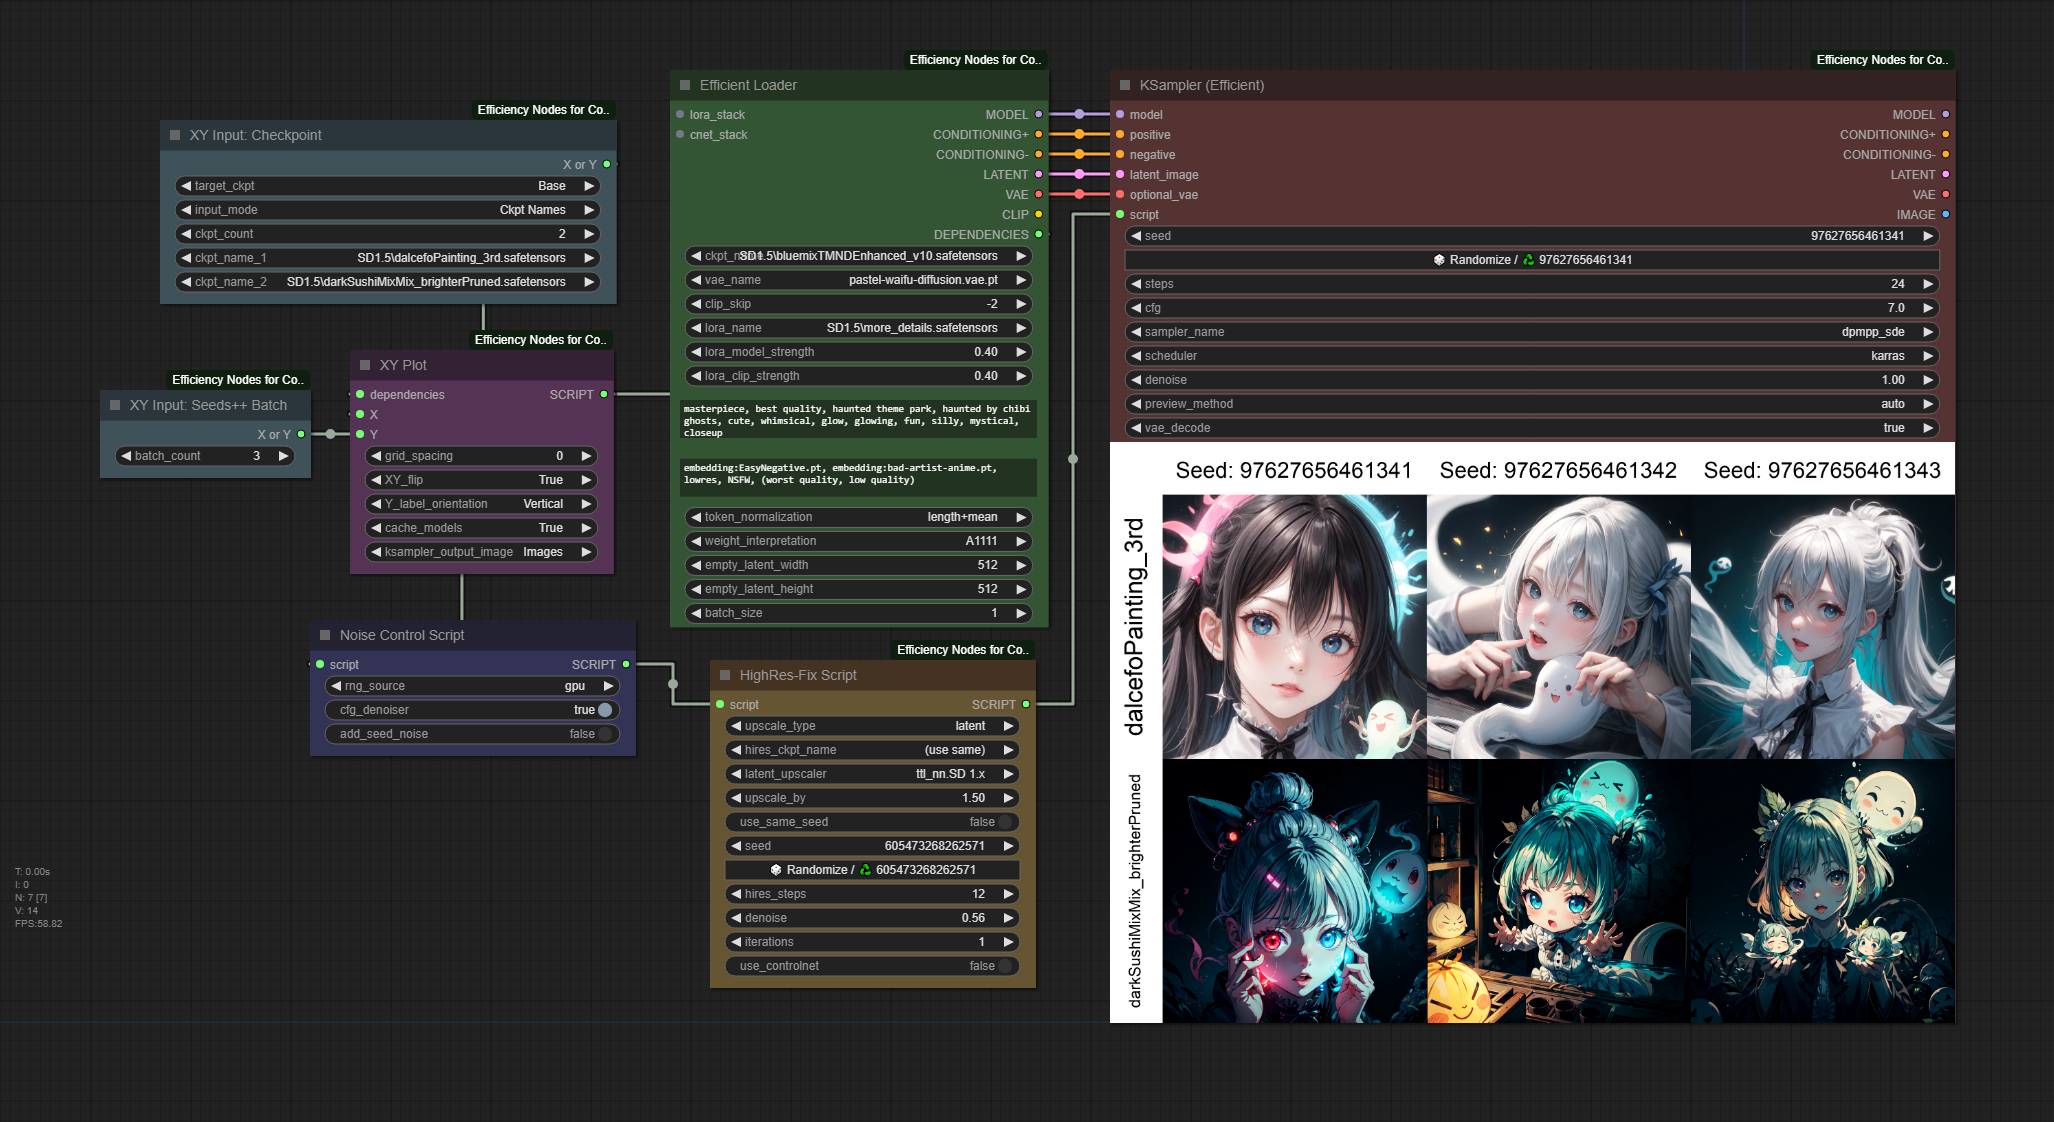 Efficiency Nodes for Co..
XY Input: Checkpoint
X or Y
target_ckpt Base
input_mode Ckpt Names
ckpt_count 2
ckpt_name_1 SD1.5\dalcefoPainting_3rd.safetensors
ckpt_name_2 SD1.5\darkSushiMixMix_brighterPruned.safetensors
Efficiency Nodes for Co..
XY Input: Seeds++ Batch
X or Y
batch_count 3
Efficiency Nodes for Co..
XY Plot
dependencies SCRIPT
X
Y
grid_spacing 0
XY_flip True
Y_label_orientation Vertical
cache_models True
ksampler_output_image Images
Noise Control Script
script SCRIPT
rng_source gpu
cfg_denoiser true
add_seed_noise false
Efficiency Nodes for Co..
Efficient Loader
lora_stack MODEL
cnet_stack CONDITIONING+
CONDITIONING-
LATENT
VAE
CLIP
DEPENDENCIES
SD1.5\bluemixTMNDEnhanced_v10.safetensors
vae_name pastel-waifu-diffusion.vae.pt
clip_skip -2
lora_name SD1.5\more_details.safetensors
lora_model_strength 0.40
lora_clip_strength 0.40
masterpiece, best quality, haunted theme park, haunted by chibi
ghosts, cute, whimsical, glow, glowing, fun, silly, mystical,
closeup
embedding:EasyNegative.pt, embedding:bad-artist-anime.pt,
lowres, NSFW, (worst quality, low quality)
token_normalization length+mean
weight_interpretation A1111
empty_latent_width 512
empty_latent_height 512
batch_size 1
Efficiency Nodes for Co..
HighRes-Fix Script
script SCRIPT
upscale_type latent
hires_ckpt_name (use same)
latent_upscaler ttl_nn.SD 1.x
upscale_by 1.50
use_same_seed false
seed 605473268262571
Randomize / 605473268262571
hires_steps 12
denoise 0.56
iterations 1
use_controlnet false
Efficiency Nodes for Co..
KSampler (Efficient)
model MODEL
positive CONDITIONING+
negative CONDITIONING-
latent_image LATENT
optional_vae VAE
script IMAGE
seed 97627656461341
Randomize / 97627656461341
steps 24
cfg 7.0
sampler_name dpmpp_sde
scheduler karras
denoise 1.00
preview_method auto
vae_decode true
Seed: 97627656461341 Seed: 97627656461342 Seed: 97627656461343
dalcefoPainting_3rd
darkSushiMixMix_brighterPruned
T: 0.00s
I: 0
N: 7 [7]
V: 14
FPS:58.82